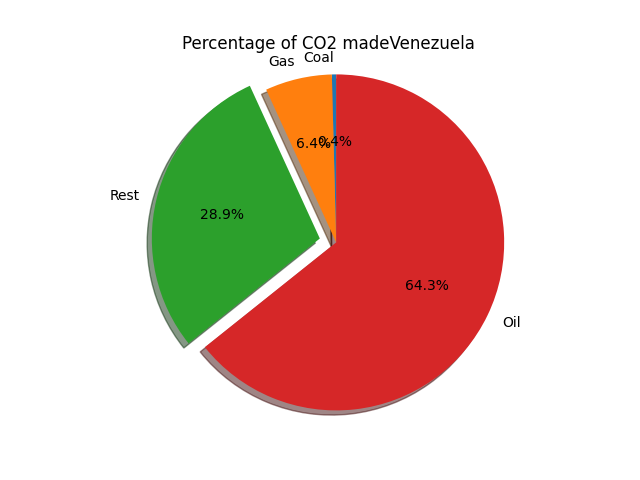 Percentage of CO2 madeVenezuela
Gas
Coal
6.4%
0.4%
Rest
28.9%
64.3%
Oil